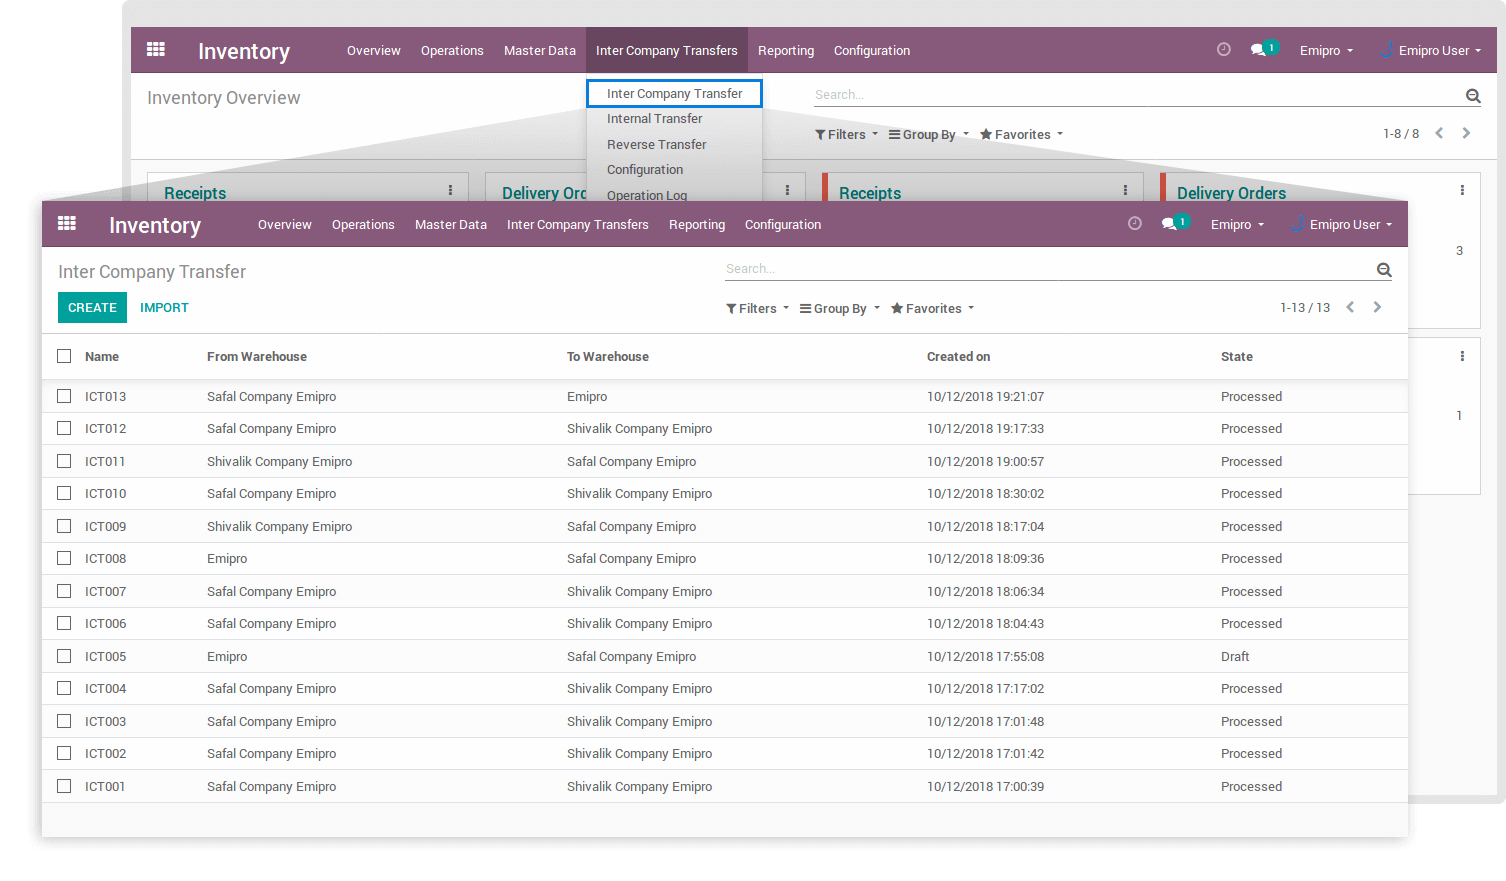 Inventory Overview Operations Master Data Inter Company Transfers Reporting Configuration 1 Emipro Emipro User
Inventory Overview
Search...
Filters Group By Favorites 1-8 / 8
Inter Company Transfer
Internal Transfer
Reverse Transfer
Configuration
Operation Log
Receipts Delivery Orc Receipts Delivery Orders
3
1
Inventory Overview Operations Master Data Inter Company Transfers Reporting Configuration 1 Emipro Emipro User
Inter Company Transfer
Search...
CREATE IMPORT Filters Group By Favorites 1-13 / 13
Name From Warehouse To Warehouse Created on State
ICT013 Safal Company Emipro Emipro 10/12/2018 19:21:07 Processed
ICT012 Safal Company Emipro Shivalik Company Emipro 10/12/2018 19:17:33 Processed
ICT011 Shivalik Company Emipro Safal Company Emipro 10/12/2018 19:00:57 Processed
ICT010 Safal Company Emipro Shivalik Company Emipro 10/12/2018 18:30:02 Processed
ICT009 Shivalik Company Emipro Safal Company Emipro 10/12/2018 18:17:04 Processed
ICT008 Emipro Safal Company Emipro 10/12/2018 18:09:36 Processed
ICT007 Safal Company Emipro Shivalik Company Emipro 10/12/2018 18:06:34 Processed
ICT006 Safal Company Emipro Shivalik Company Emipro 10/12/2018 18:04:43 Processed
ICT005 Emipro Safal Company Emipro 10/12/2018 17:55:08 Draft
ICT004 Safal Company Emipro Shivalik Company Emipro 10/12/2018 17:17:02 Processed
ICT003 Safal Company Emipro Shivalik Company Emipro 10/12/2018 17:01:48 Processed
ICT002 Safal Company Emipro Shivalik Company Emipro 10/12/2018 17:01:42 Processed
ICT001 Safal Company Emipro Shivalik Company Emipro 10/12/2018 17:00:39 Processed